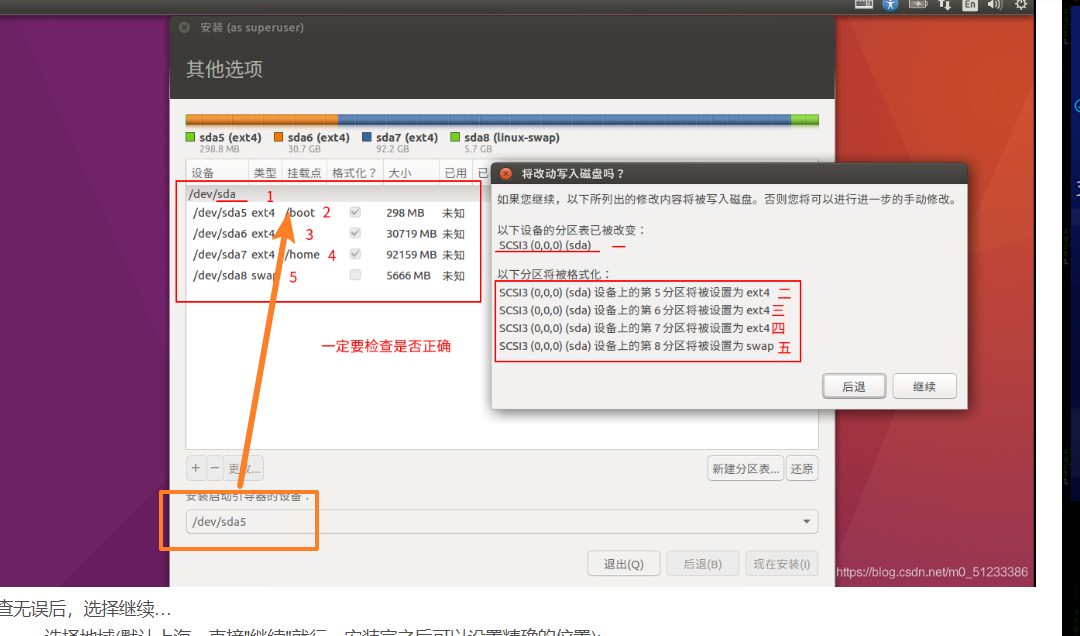 En
安装 (as superuser)
其他选项
sda5 (ext4) sda6 (ext4) sda7 (ext4) sda8 (linux-swap)
298.8 MB 30.7 GB 92.2 GB 5.7 GB
设备 类型 挂载点 格式化？ 大小 已用 已
/dev/sda 1
/dev/sda5 ext4 /boot 2 298 MB 未知
/dev/sda6 ext4 3 30719 MB 未知
/dev/sda7 ext4 /home 4 92159 MB 未知
/dev/sda8 swap 5 5666 MB 未知
一定要检查是否正确
将改动写入磁盘吗？
如果您继续，以下所列出的修改内容将被写入磁盘。否则您将可以进行进一步的手动修改。
以下设备的分区表已被改变：
SCSI3 (0,0,0) (sda) 一
以下分区将被格式化：
SCSI3 (0,0,0) (sda) 设备上的第 5 分区将被设置为 ext4 二
SCSI3 (0,0,0) (sda) 设备上的第 6 分区将被设置为 ext4 三
SCSI3 (0,0,0) (sda) 设备上的第 7 分区将被设置为 ext4 四
SCSI3 (0,0,0) (sda) 设备上的第 8 分区将被设置为 swap 五
后退 继续
+ − 更改... 新建分区表... 还原
安装启动引导器的设备：
/dev/sda5
退出(Q) 后退(B) 现在安装(I)
https://blog.csdn.net/m0_51233386
查无误后，选择继续…
选择地域(默认上海，直接"继续"就行，安装完之后可以设置精确的位置);